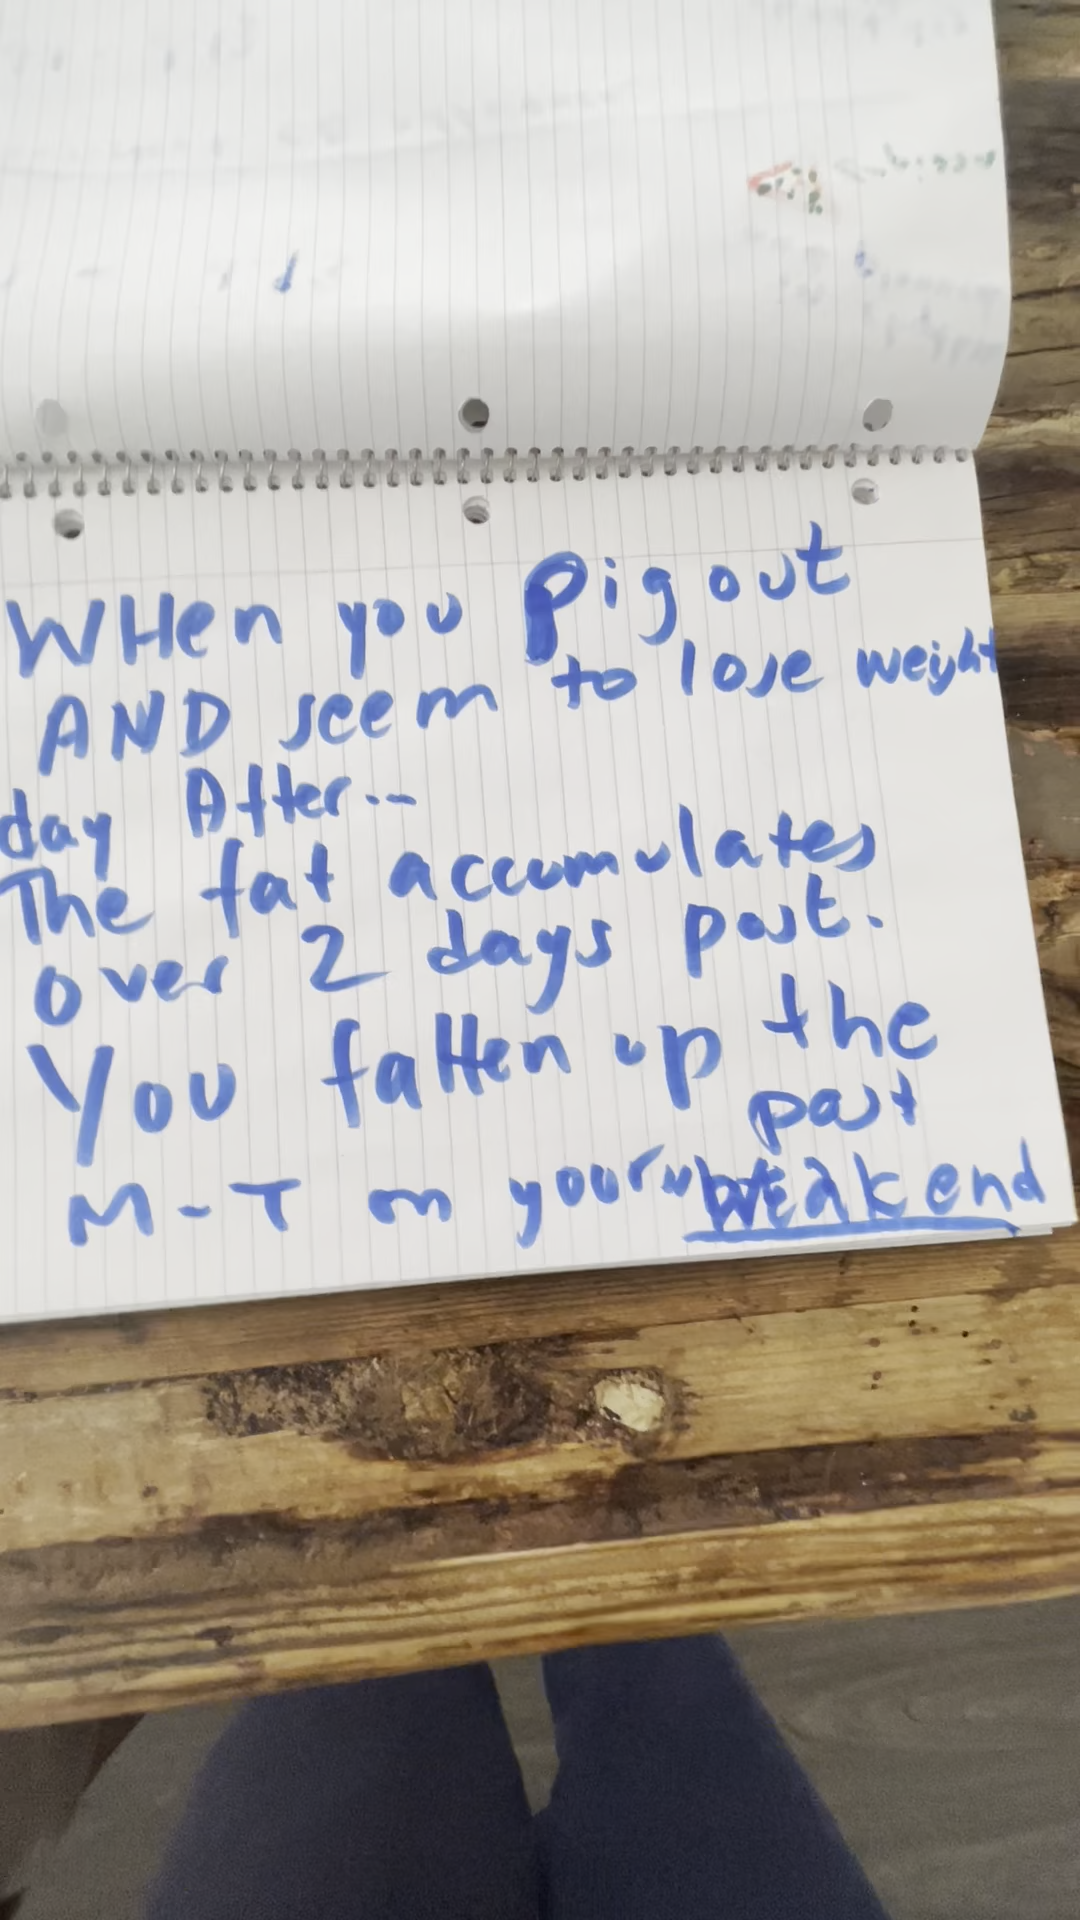 WHen you Pig out
AND seem to lose weight
day After...
The fat accumulates
over 2 days past.
You fatten up the
past
M-T on your weakend